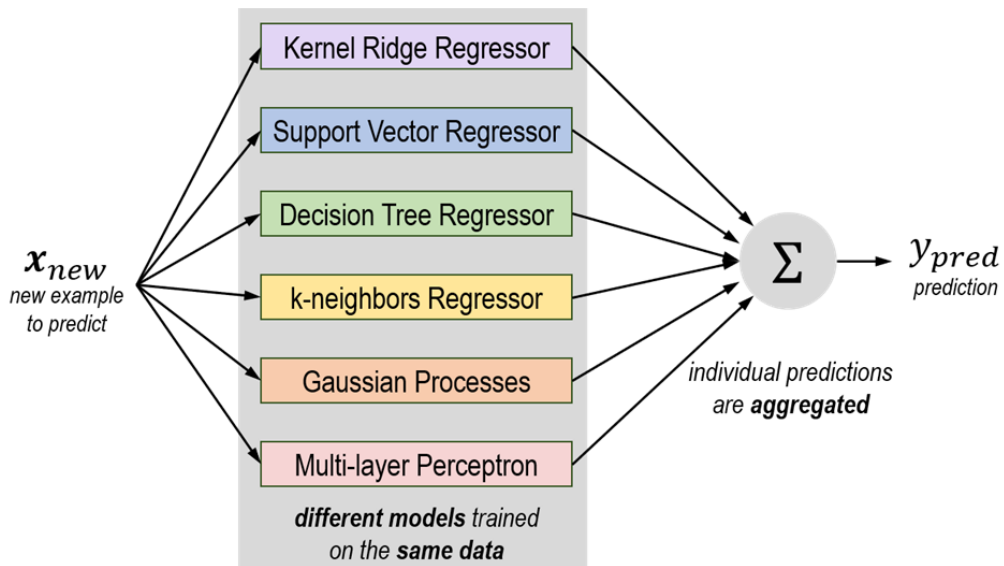 Kernel Ridge Regressor
Support Vector Regressor
Decision Tree Regressor
k-neighbors Regressor
Gaussian Processes
Multi-layer Perceptron
different models trained
on the same data
x_new
new example
to predict
Σ
y_pred
prediction
individual predictions
are aggregated